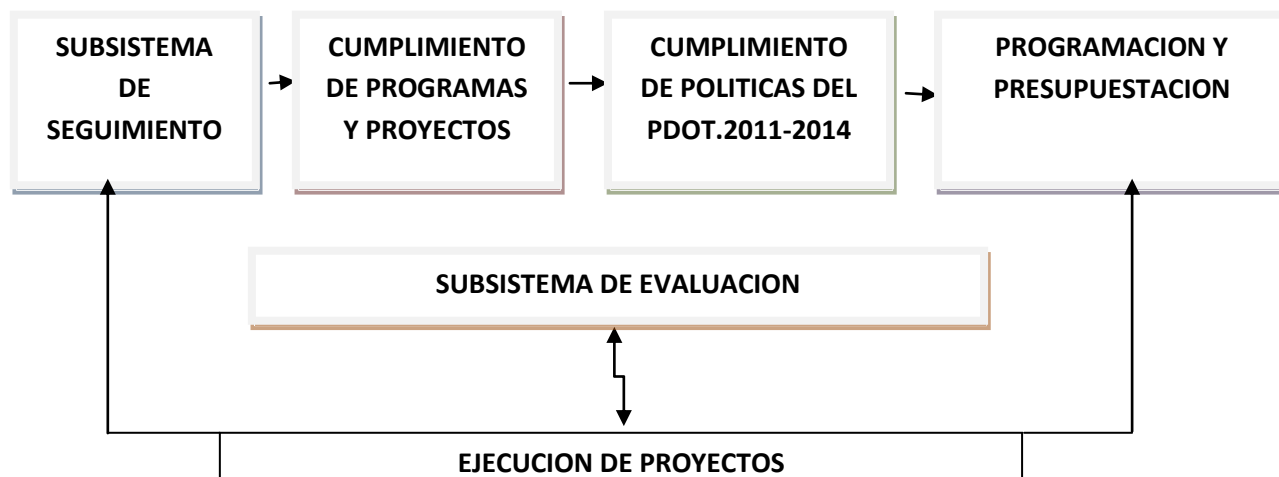 SUBSISTEMA
DE
SEGUIMIENTO
CUMPLIMIENTO
DE PROGRAMAS
Y PROYECTOS
CUMPLIMIENTO
DE POLITICAS DEL
PDOT.2011-2014
PROGRAMACION Y
PRESUPUESTACION
SUBSISTEMA DE EVALUACION
EJECUCION DE PROYECTOS